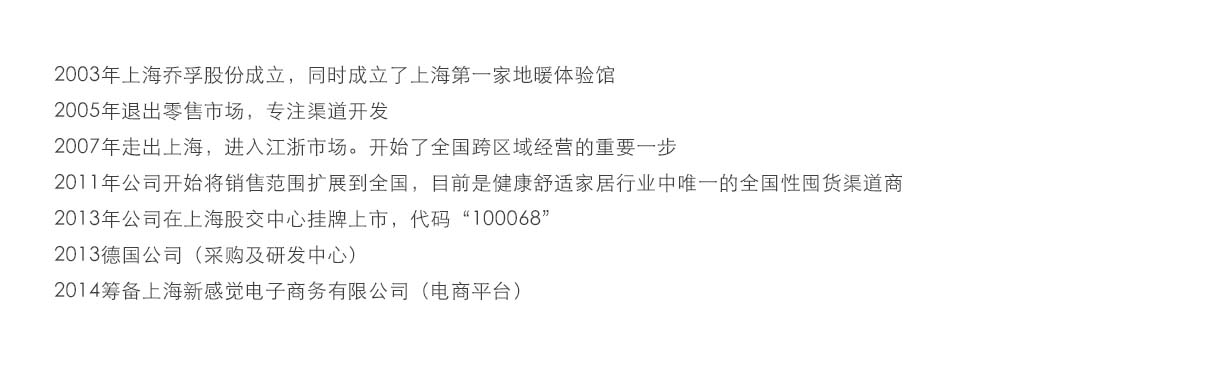 2003年上海乔孚股份成立，同时成立了上海第一家地暖体验馆
2005年退出零售市场，专注渠道开发
2007年走出上海，进入江浙市场。开始了全国跨区域经营的重要一步
2011年公司开始将销售范围扩展到全国，目前是健康舒适家居行业中唯一的全国性囤货渠道商
2013年公司在上海股交中心挂牌上市，代码“100068”
2013德国公司（采购及研发中心）
2014筹备上海新感觉电子商务有限公司（电商平台）